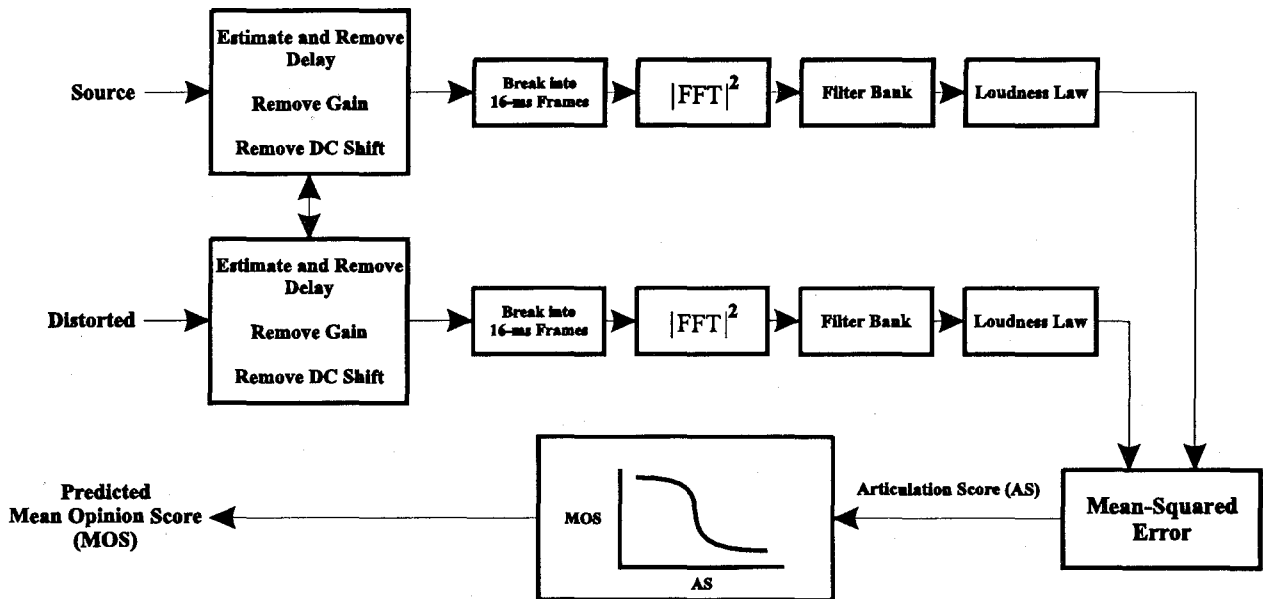 Estimate and Remove
Delay
Remove Gain
Remove DC Shift
Source
Break into
16-ms Frames
|FFT|²
Filter Bank
Loudness Law
Estimate and Remove
Delay
Remove Gain
Remove DC Shift
Distorted
Break into
16-ms Frames
|FFT|²
Filter Bank
Loudness Law
Predicted
Mean Opinion Score
(MOS)
MOS
AS
Articulation Score (AS)
Mean-Squared
Error